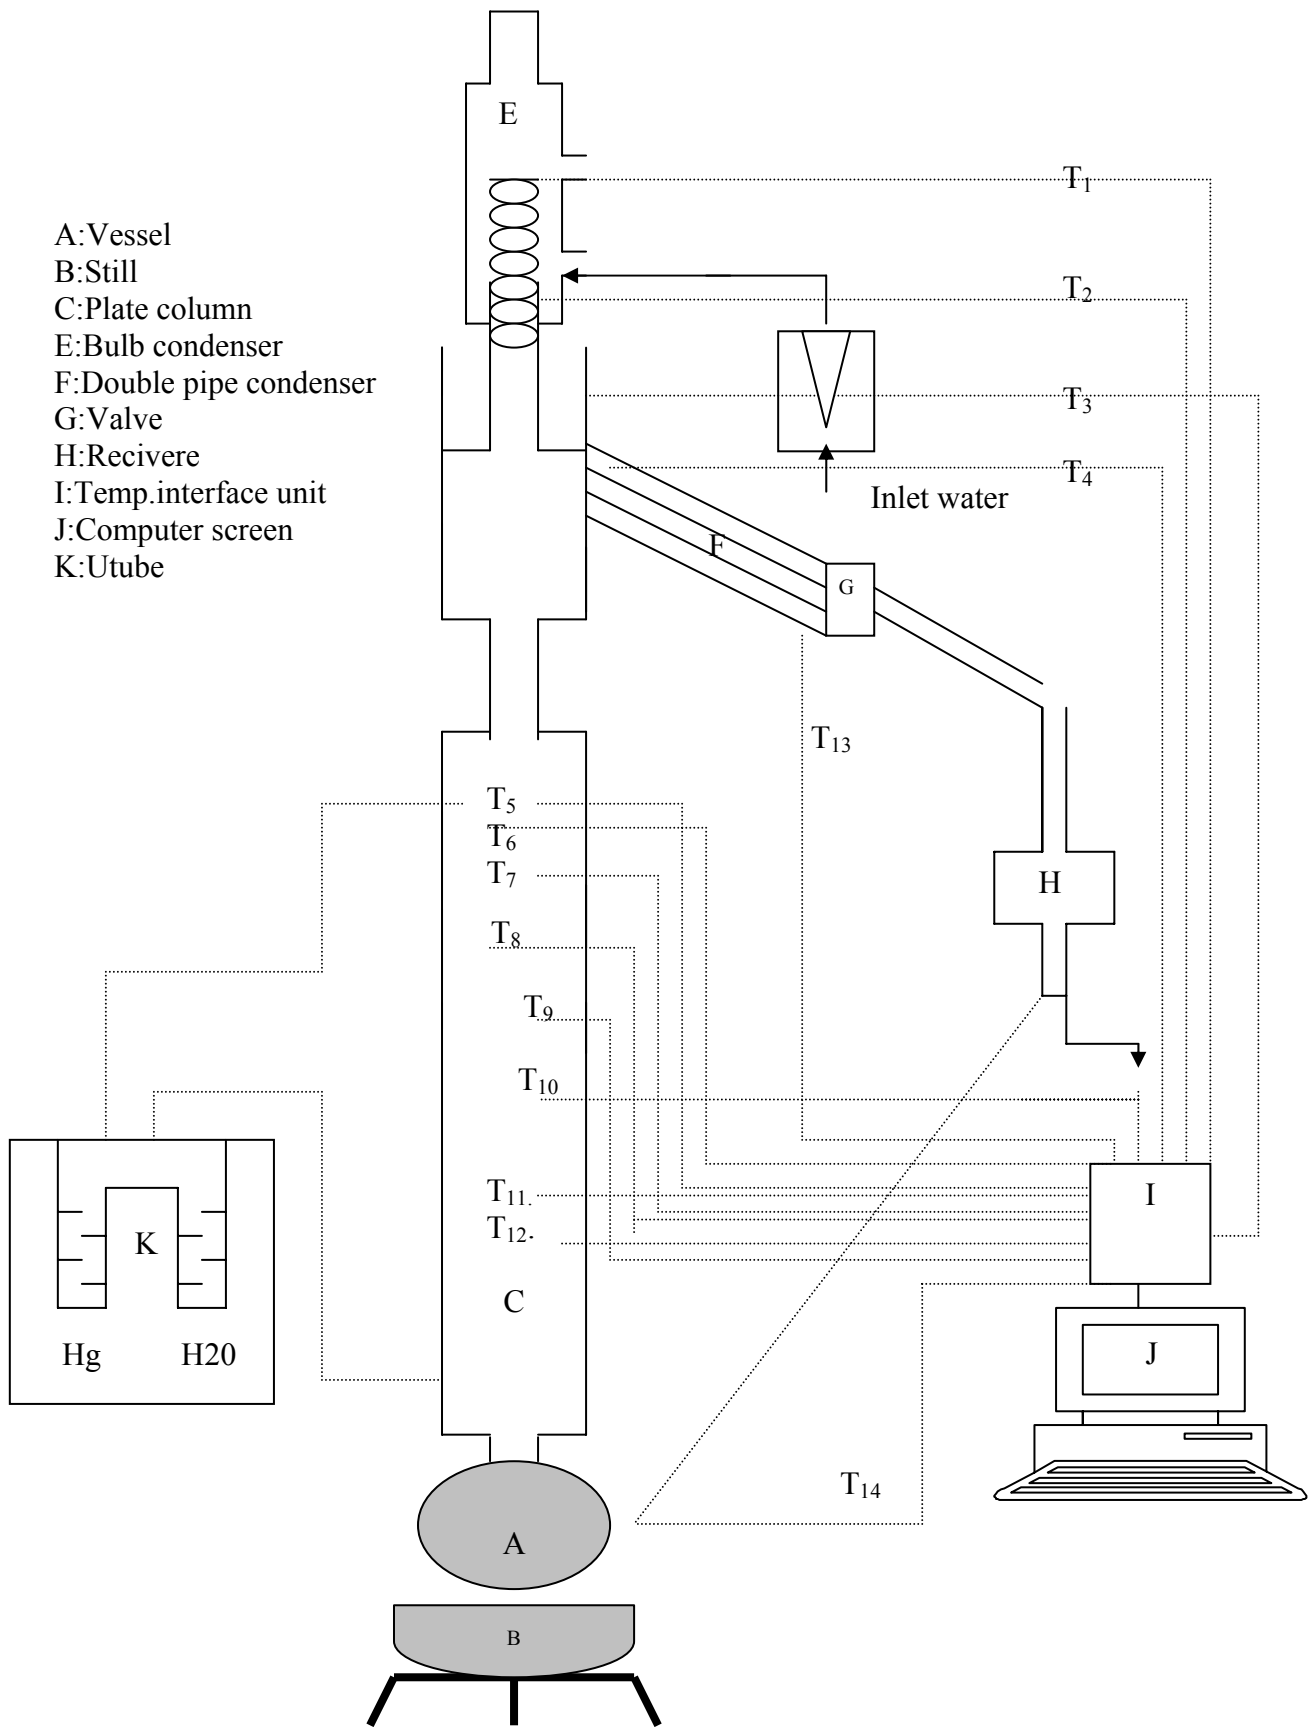 E
T1
A:Vessel
B:Still
T2
C:Plate column
E:Bulb condenser
F:Double pipe condenser
T3
G:Valve
H:Recivere
T4
I:Temp.interface unit
Inlet water
J:Computer screen
F
K:Utube
G
T13
T5
T6
T7
H
T8
T9
T10
T11.
I
T12.
K
C
Hg H20
J
T14
A
B